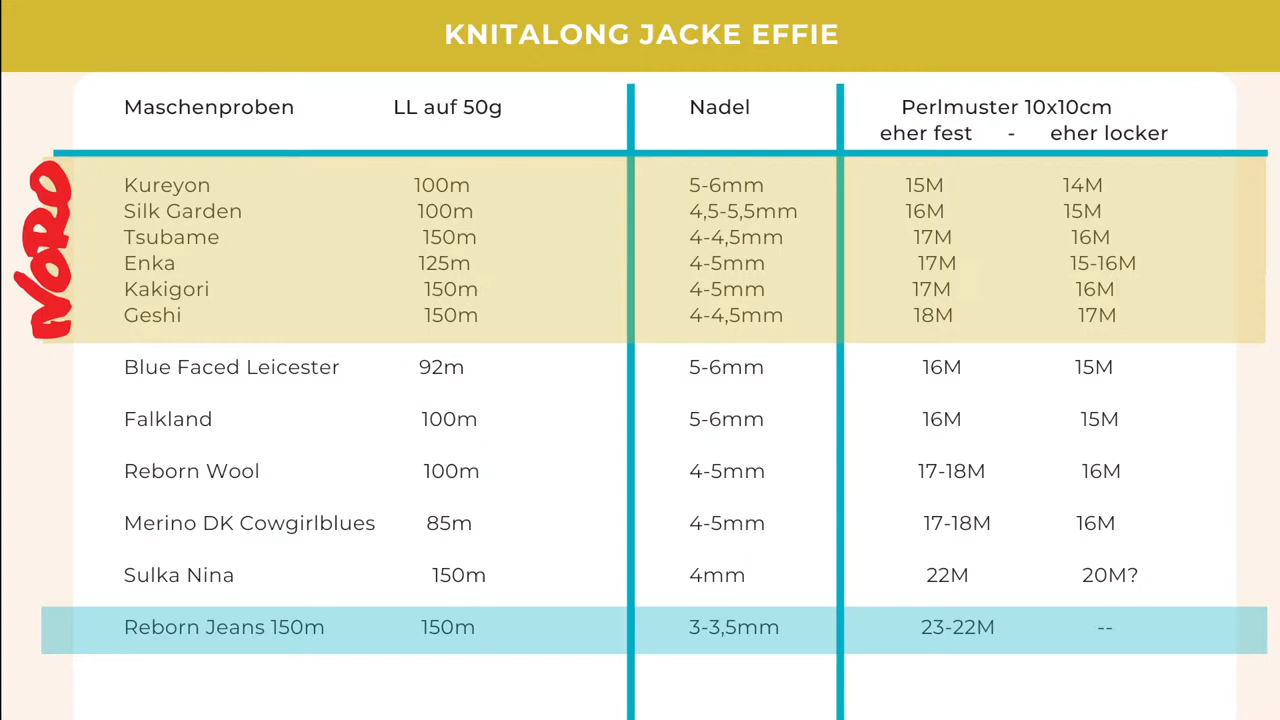 KNITALONG JACKE EFFIE
Maschenproben LL auf 50g Nadel Perlmuster 10x10cm
eher fest - eher locker
NORO
Kureyon 100m 5-6mm 15M 14M
Silk Garden 100m 4,5-5,5mm 16M 15M
Tsubame 150m 4-4,5mm 17M 16M
Enka 125m 4-5mm 17M 15-16M
Kakigori 150m 4-5mm 17M 16M
Geshi 150m 4-4,5mm 18M 17M
Blue Faced Leicester 92m 5-6mm 16M 15M
Falkland 100m 5-6mm 16M 15M
Reborn Wool 100m 4-5mm 17-18M 16M
Merino DK Cowgirlblues 85m 4-5mm 17-18M 16M
Sulka Nina 150m 4mm 22M 20M?
Reborn Jeans 150m 150m 3-3,5mm 23-22M --